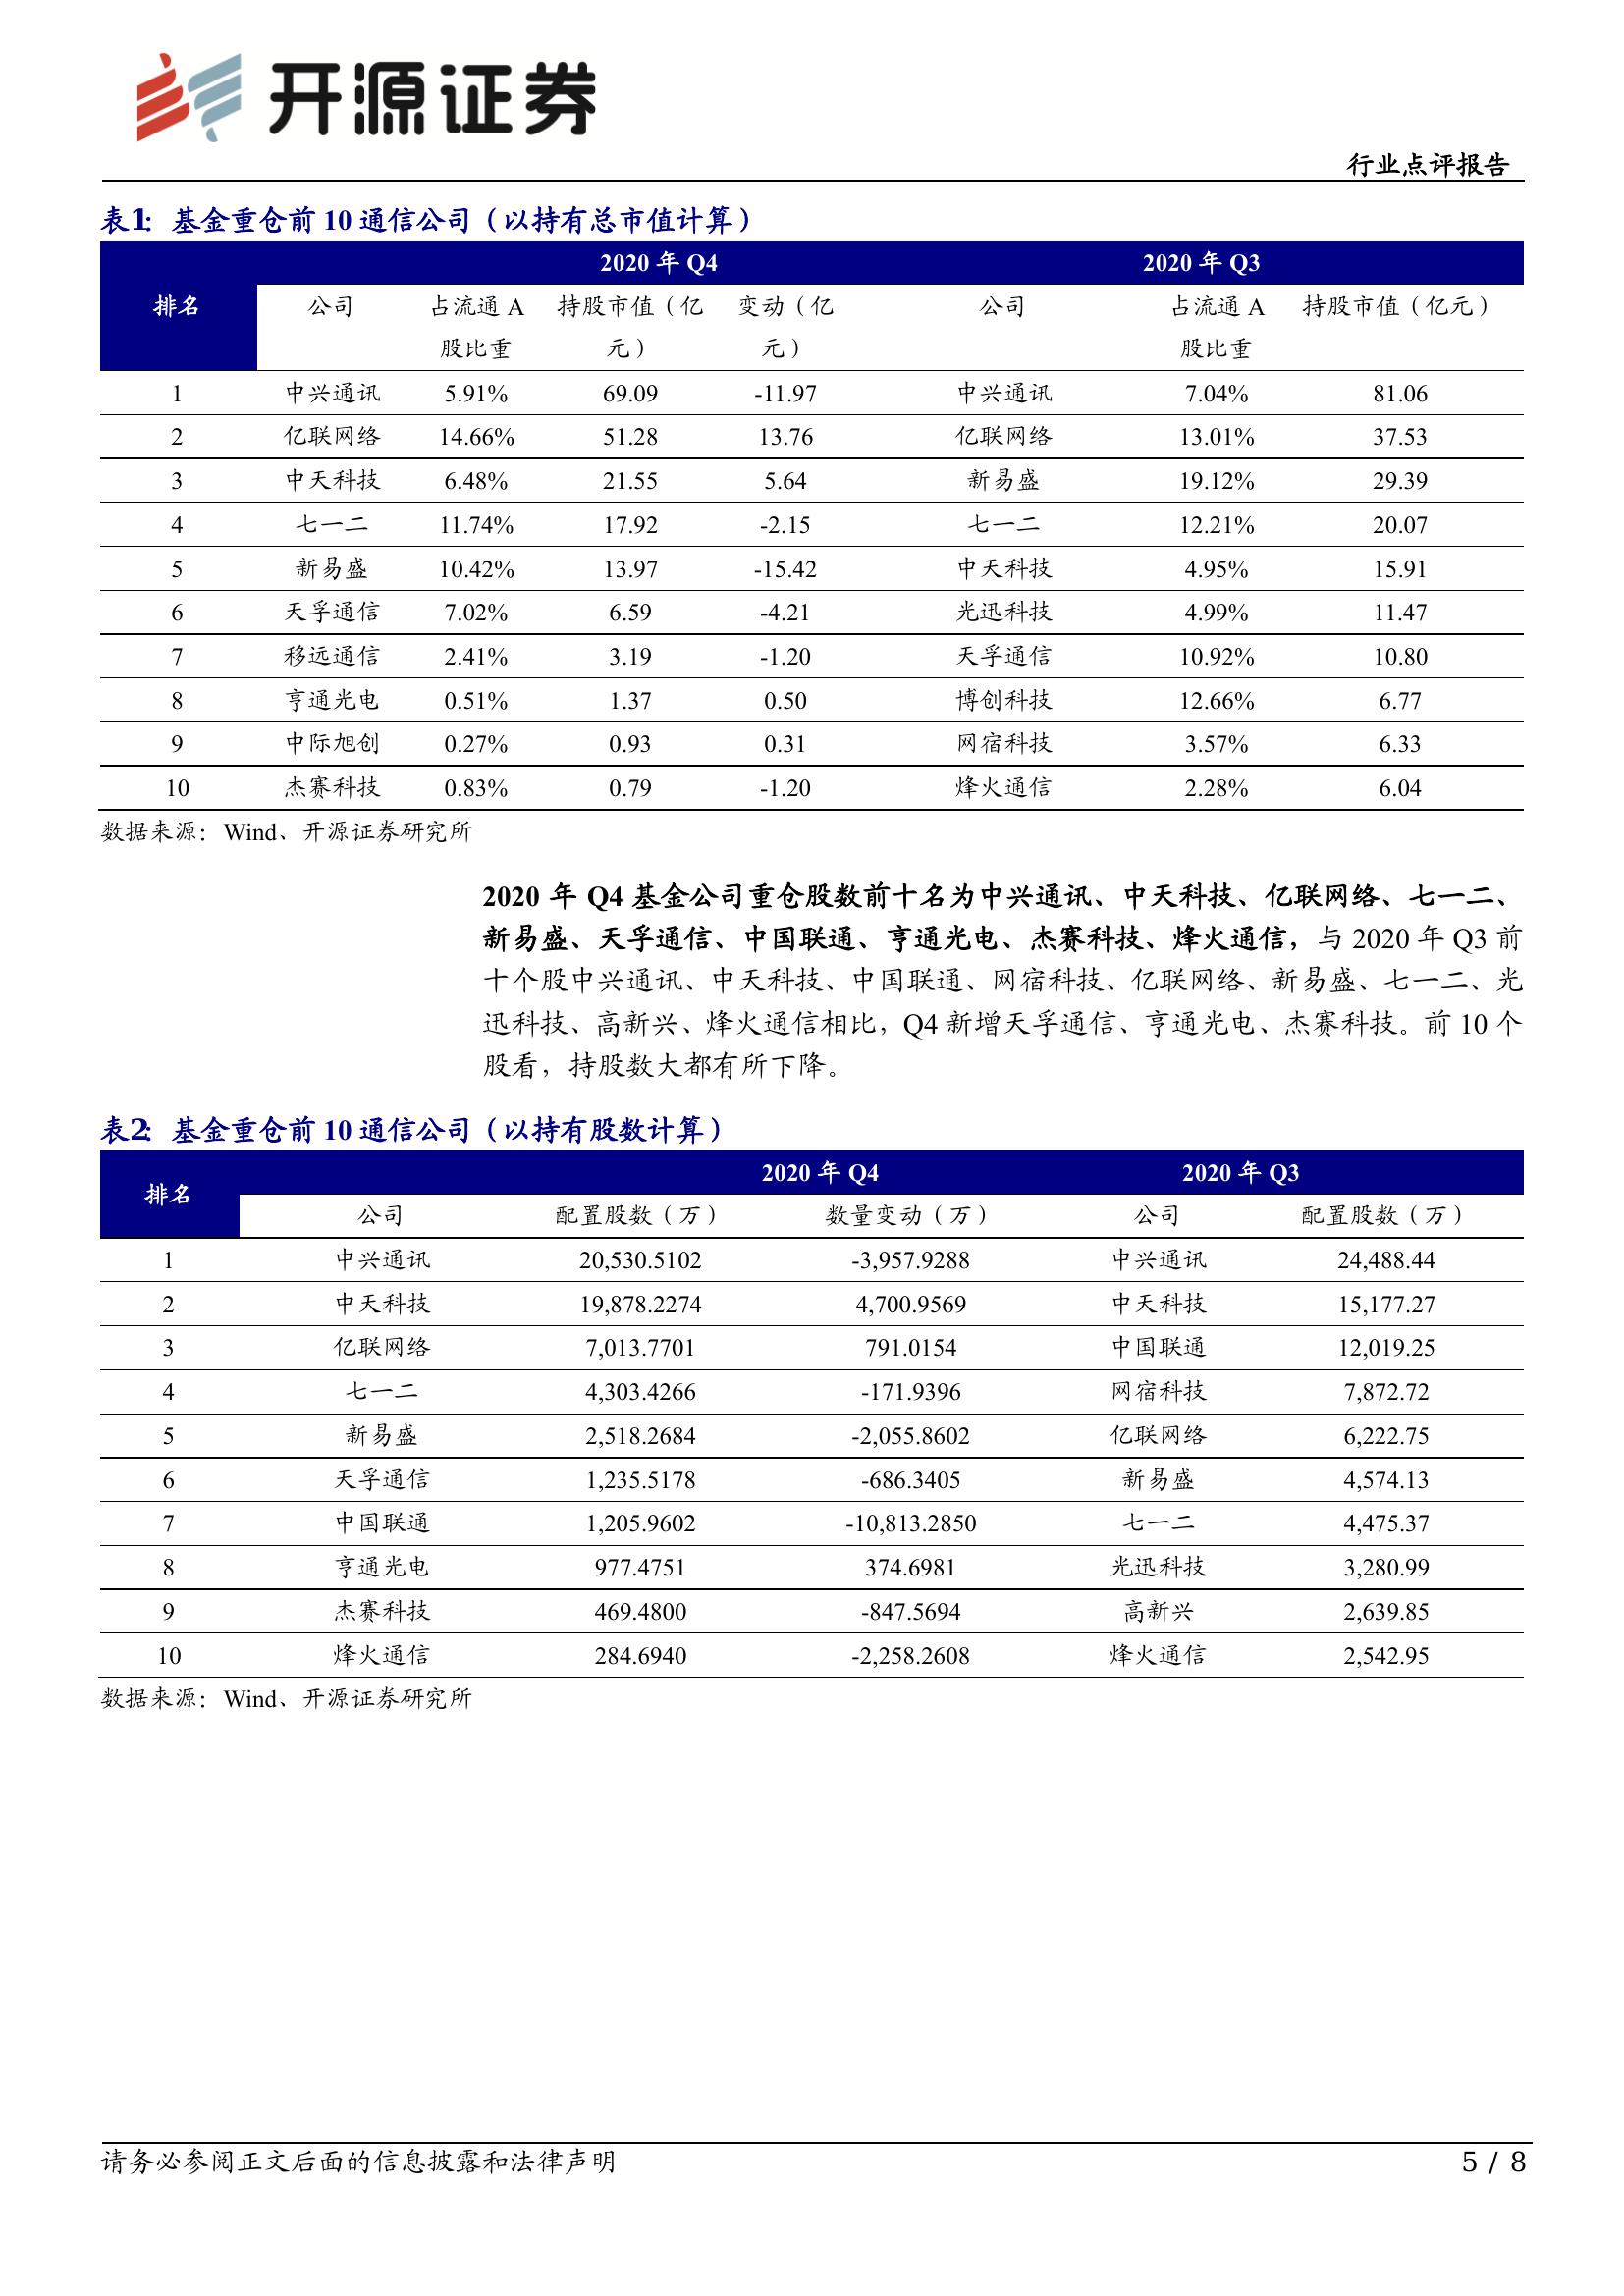 开源证券
行业点评报告
表1： 基金重仓前 10 通信公司（以持有总市值计算）
2020 年 Q4 2020 年 Q3
排名 公司 占流通 A 持股市值（亿 变动（亿 公司 占流通 A 持股市值（亿元）
股比重 元） 元） 股比重
1 中兴通讯 5.91% 69.09 -11.97 中兴通讯 7.04% 81.06
2 亿联网络 14.66% 51.28 13.76 亿联网络 13.01% 37.53
3 中天科技 6.48% 21.55 5.64 新易盛 19.12% 29.39
4 七一二 11.74% 17.92 -2.15 七一二 12.21% 20.07
5 新易盛 10.42% 13.97 -15.42 中天科技 4.95% 15.91
6 天孚通信 7.02% 6.59 -4.21 光迅科技 4.99% 11.47
7 移远通信 2.41% 3.19 -1.20 天孚通信 10.92% 10.80
8 亨通光电 0.51% 1.37 0.50 博创科技 12.66% 6.77
9 中际旭创 0.27% 0.93 0.31 网宿科技 3.57% 6.33
10 杰赛科技 0.83% 0.79 -1.20 烽火通信 2.28% 6.04
数据来源：Wind、开源证券研究所
2020 年 Q4 基金公司重仓股数前十名为中兴通讯、中天科技、亿联网络、七一二、
新易盛、天孚通信、中国联通、亨通光电、杰赛科技、烽火通信，与 2020 年 Q3 前
十个股中兴通讯、中天科技、中国联通、网宿科技、亿联网络、新易盛、七一二、光
迅科技、高新兴、烽火通信相比，Q4 新增天孚通信、亨通光电、杰赛科技。前 10 个
股看，持股数大都有所下降。
表2： 基金重仓前 10 通信公司（以持有股数计算）
2020 年 Q4 2020 年 Q3
排名
公司 配置股数（万） 数量变动（万） 公司 配置股数（万）
1 中兴通讯 20,530.5102 -3,957.9288 中兴通讯 24,488.44
2 中天科技 19,878.2274 4,700.9569 中天科技 15,177.27
3 亿联网络 7,013.7701 791.0154 中国联通 12,019.25
4 七一二 4,303.4266 -171.9396 网宿科技 7,872.72
5 新易盛 2,518.2684 -2,055.8602 亿联网络 6,222.75
6 天孚通信 1,235.5178 -686.3405 新易盛 4,574.13
7 中国联通 1,205.9602 -10,813.2850 七一二 4,475.37
8 亨通光电 977.4751 374.6981 光迅科技 3,280.99
9 杰赛科技 469.4800 -847.5694 高新兴 2,639.85
10 烽火通信 284.6940 -2,258.2608 烽火通信 2,542.95
数据来源：Wind、开源证券研究所
请务必参阅正文后面的信息披露和法律声明 5 / 8